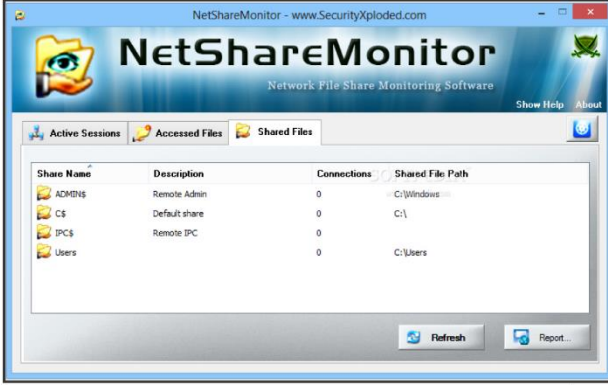 NetShareMonitor - www.SecurityXploded.com
NetShareMonitor
Network File Share Monitoring Software
Show Help About
Active Sessions Accessed Files Shared Files
Share Name Description Connections Shared File Path
ADMIN$ Remote Admin 0 C:\Windows
C$ Default share 0 C:\
IPC$ Remote IPC 0
Users 0 C:\Users
Refresh Report...